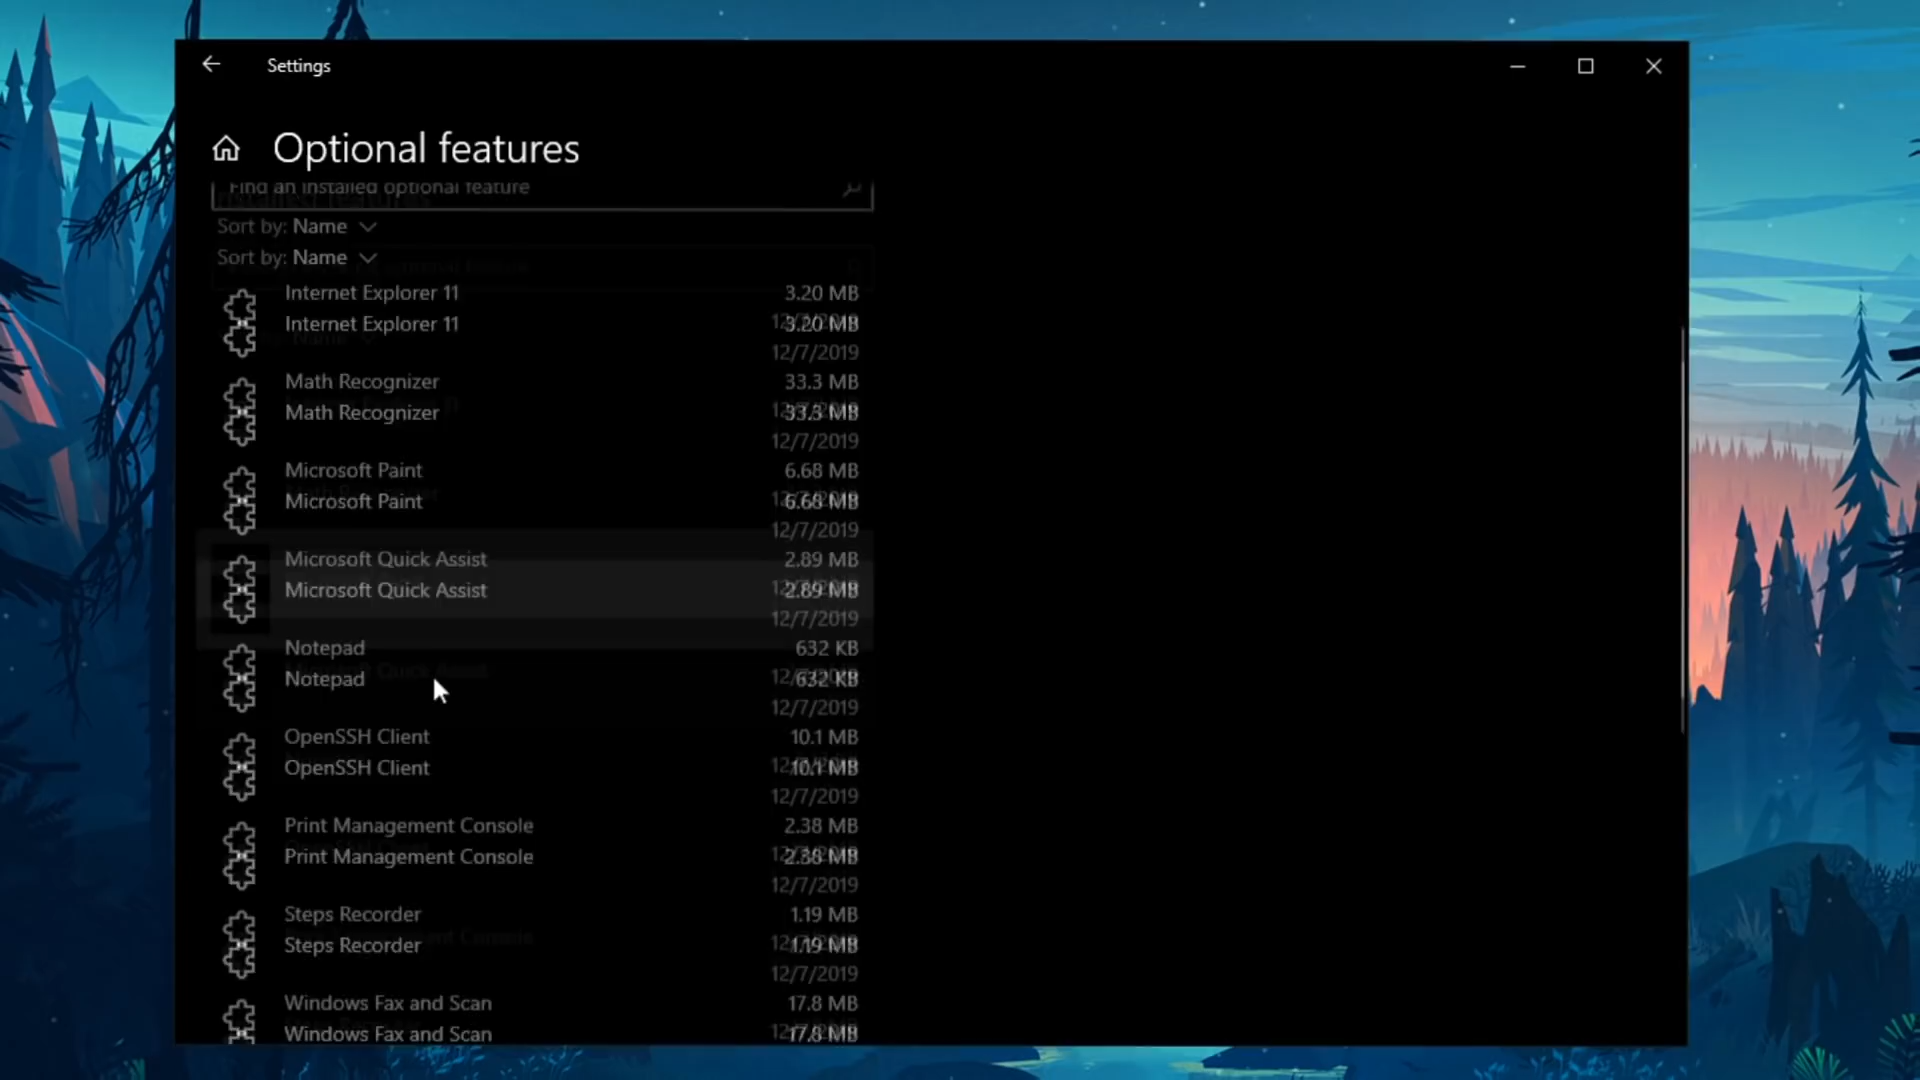 Settings
Optional features
Find an installed optional feature
Sort by: Name
Sort by: Name
Internet Explorer 11 3.20 MB
Internet Explorer 11 3.20 MB
12/7/2019
Math Recognizer 33.3 MB
Math Recognizer 33.3 MB
12/7/2019
Microsoft Paint 6.68 MB
Microsoft Paint 6.68 MB
12/7/2019
Microsoft Quick Assist 2.89 MB
Microsoft Quick Assist 2.89 MB
12/7/2019
Notepad 632 KB
Notepad 632 KB
12/7/2019
OpenSSH Client 10.1 MB
OpenSSH Client 10.1 MB
12/7/2019
Print Management Console 2.38 MB
Print Management Console 2.38 MB
12/7/2019
Steps Recorder 1.19 MB
Steps Recorder 1.19 MB
12/7/2019
Windows Fax and Scan 17.8 MB
Windows Fax and Scan 17.8 MB